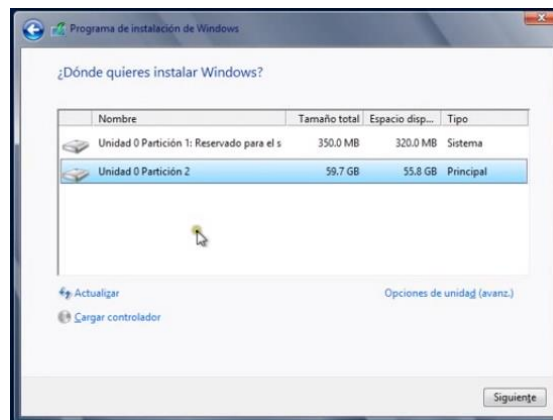 Programa de instalación de Windows
¿Dónde quieres instalar Windows?
Nombre Tamaño total Espacio disp... Tipo
Unidad 0 Partición 1: Reservado para el s 350.0 MB 320.0 MB Sistema
Unidad 0 Partición 2 59.7 GB 55.8 GB Principal
Actualizar Opciones de unidad (avanz.)
Cargar controlador
Siguiente